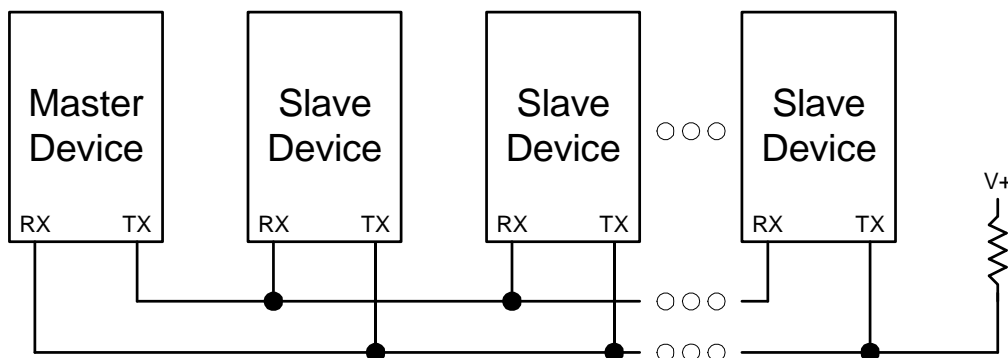 Master
Device
Slave
Device
Slave
Device
Slave
Device
RX TX
RX TX
RX TX
RX TX
V+